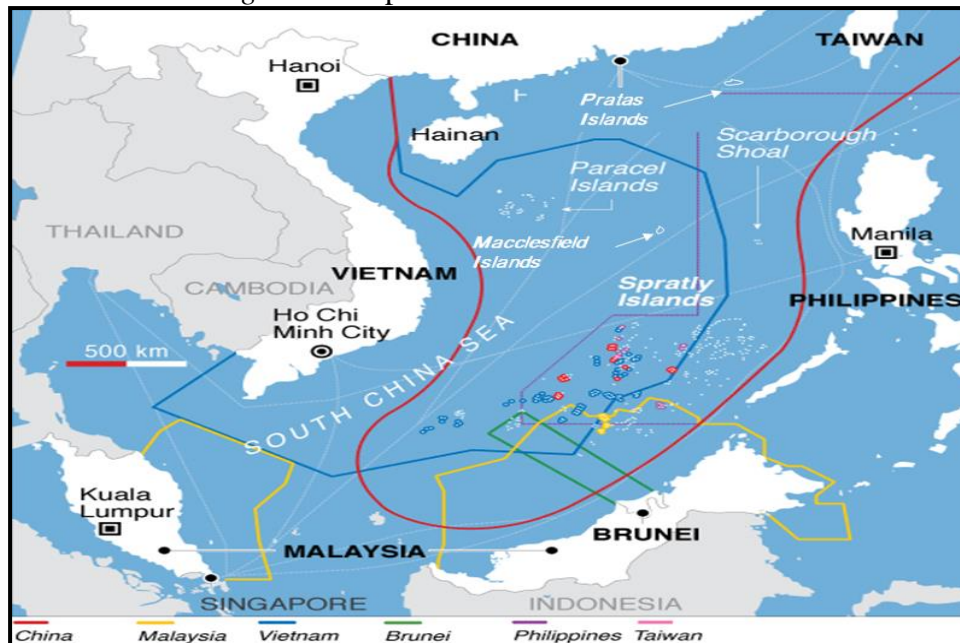 CHINA
TAIWAN
Hanoi
Pratas
Islands
Hainan
Scarborough
Shoal
Paracel
Islands
THAILAND
Manila
Macclesfield
Islands
VIETNAM
CAMBODIA
Spratly
Islands
PHILIPPINES
Ho Chi
Minh City
500 km
SOUTH CHINA SEA
Kuala
Lumpur
BRUNEI
MALAYSIA
SINGAPORE
INDONESIA
China
Malaysia
Vietnam
Brunei
Philippines
Taiwan